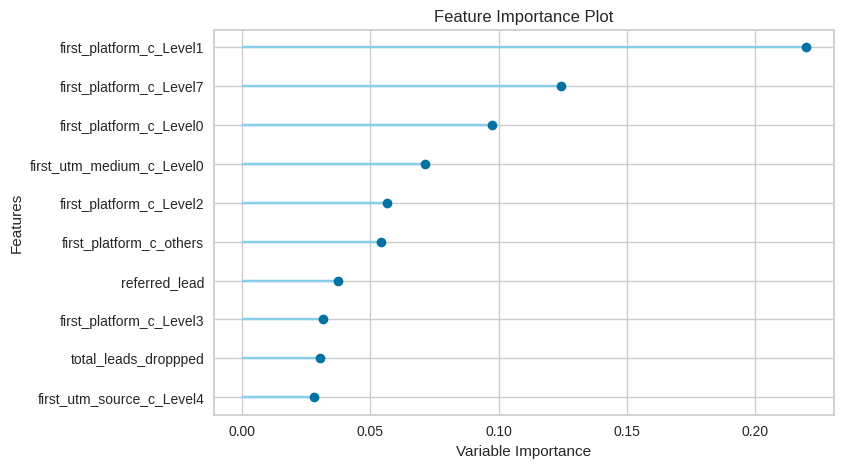 Feature Importance Plot
first_platform_c_Level1
first_platform_c_Level7
first_platform_c_Level0
first_utm_medium_c_Level0
first_platform_c_Level2
first_platform_c_others
referred_lead
first_platform_c_Level3
total_leads_droppped
first_utm_source_c_Level4
Features
0.00 0.05 0.10 0.15 0.20
Variable Importance